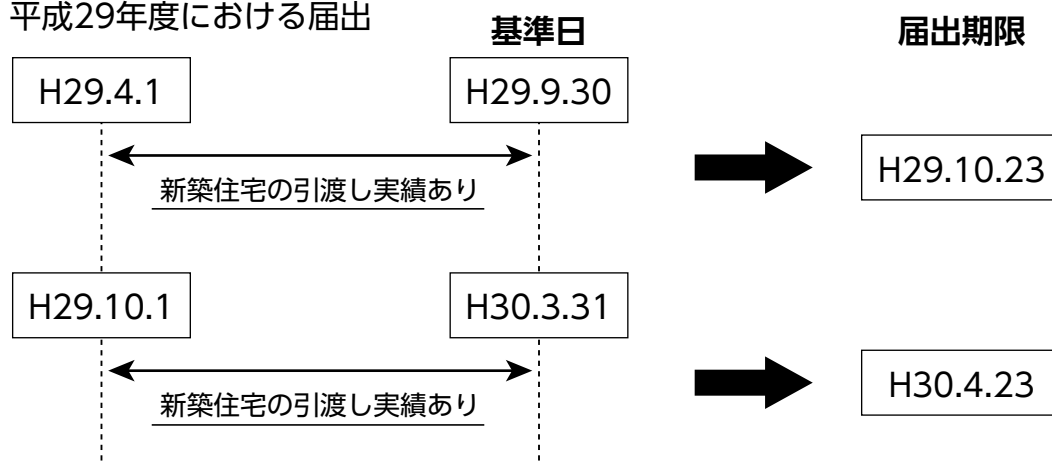 平成29年度における届出
基準日
届出期限
H29.4.1
H29.9.30
新築住宅の引渡し実績あり
H29.10.23
H29.10.1
H30.3.31
新築住宅の引渡し実績あり
H30.4.23